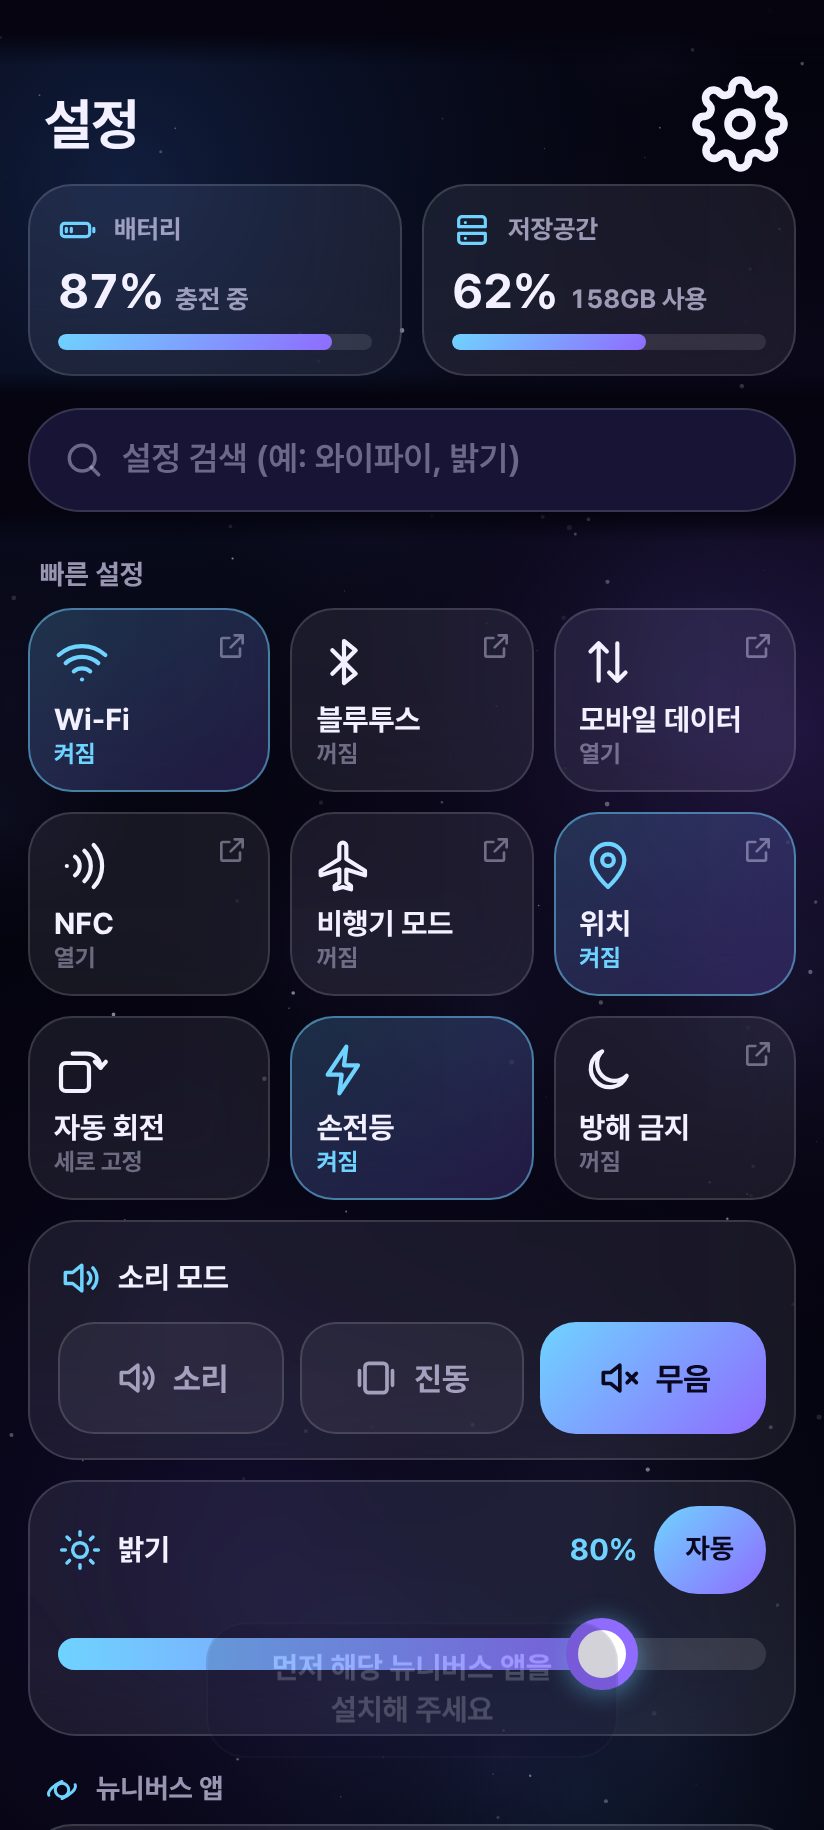 설정
배터리
87% 충전 중
저장공간
62% 158GB 사용
설정 검색 (예: 와이파이, 밝기)
빠른 설정
Wi-Fi
켜짐
블루투스
꺼짐
모바일 데이터
열기
NFC
열기
비행기 모드
꺼짐
위치
켜짐
자동 회전
세로 고정
손전등
켜짐
방해 금지
꺼짐
소리 모드
소리
진동
무음
밝기
80%
자동
먼저 해당 뉴니버스 앱을
설치해 주세요
뉴니버스 앱